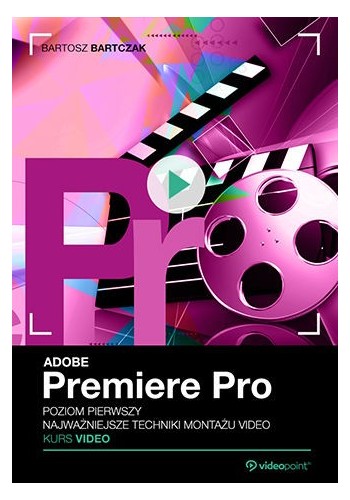 BARTOSZ BARTCZAK
Pr
ADOBE
Premiere Pro
POZIOM PIERWSZY
NAJWAŻNIEJSZE TECHNIKI MONTAŻU VIDEO
KURS VIDEO
videopoint